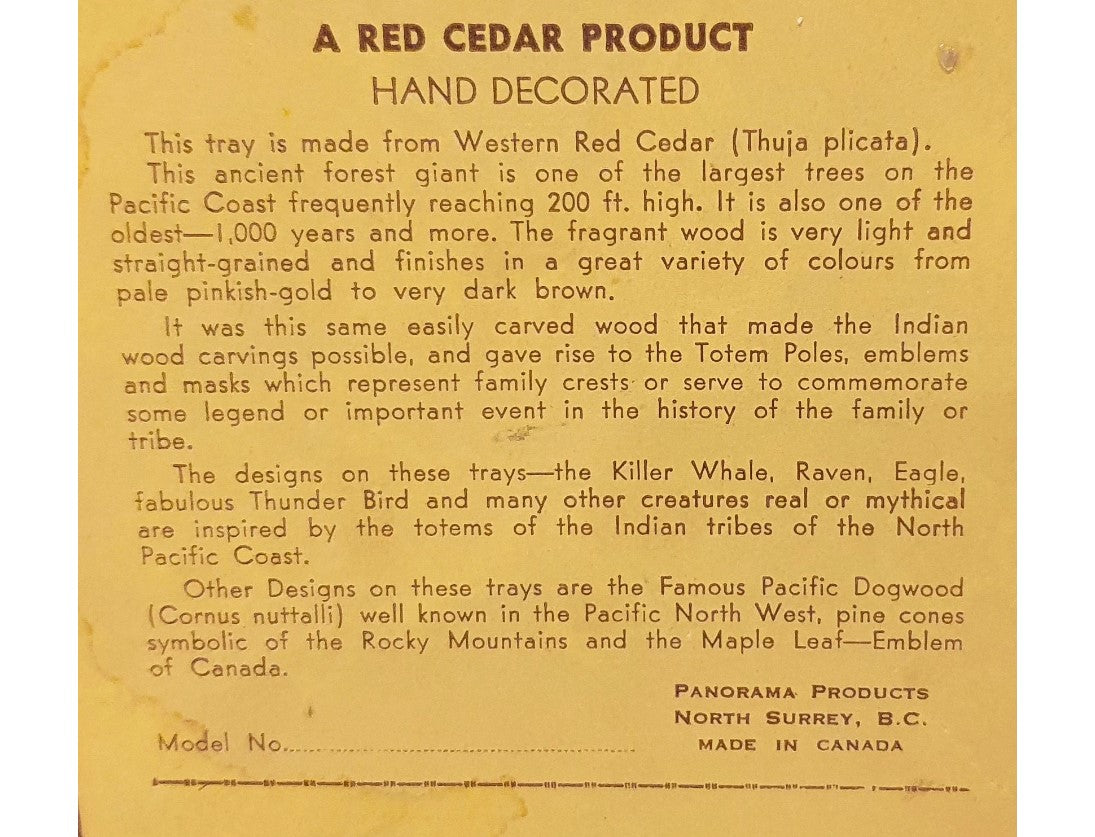 A RED CEDAR PRODUCT
HAND DECORATED
This tray is made from Western Red Cedar (Thuja plicata).
This ancient forest giant is one of the largest trees on the
Pacific Coast frequently reaching 200 ft. high. It is also one of the
oldest—1,000 years and more. The fragrant wood is very light and
straight-grained and finishes in a great variety of colours from
pale pinkish-gold to very dark brown.
It was this same easily carved wood that made the Indian
wood carvings possible, and gave rise to the Totem Poles, emblems
and masks which represent family crests or serve to commemorate
some legend or important event in the history of the family or
tribe.
The designs on these trays—the Killer Whale, Raven, Eagle,
fabulous Thunder Bird and many other creatures real or mythical
are inspired by the totems of the Indian tribes of the North
Pacific Coast.
Other Designs on these trays are the Famous Pacific Dogwood
(Cornus nuttalli) well known in the Pacific North West, pine cones
symbolic of the Rocky Mountains and the Maple Leaf—Emblem
of Canada.
PANORAMA PRODUCTS
NORTH SURREY, B.C.
MADE IN CANADA
Model No.